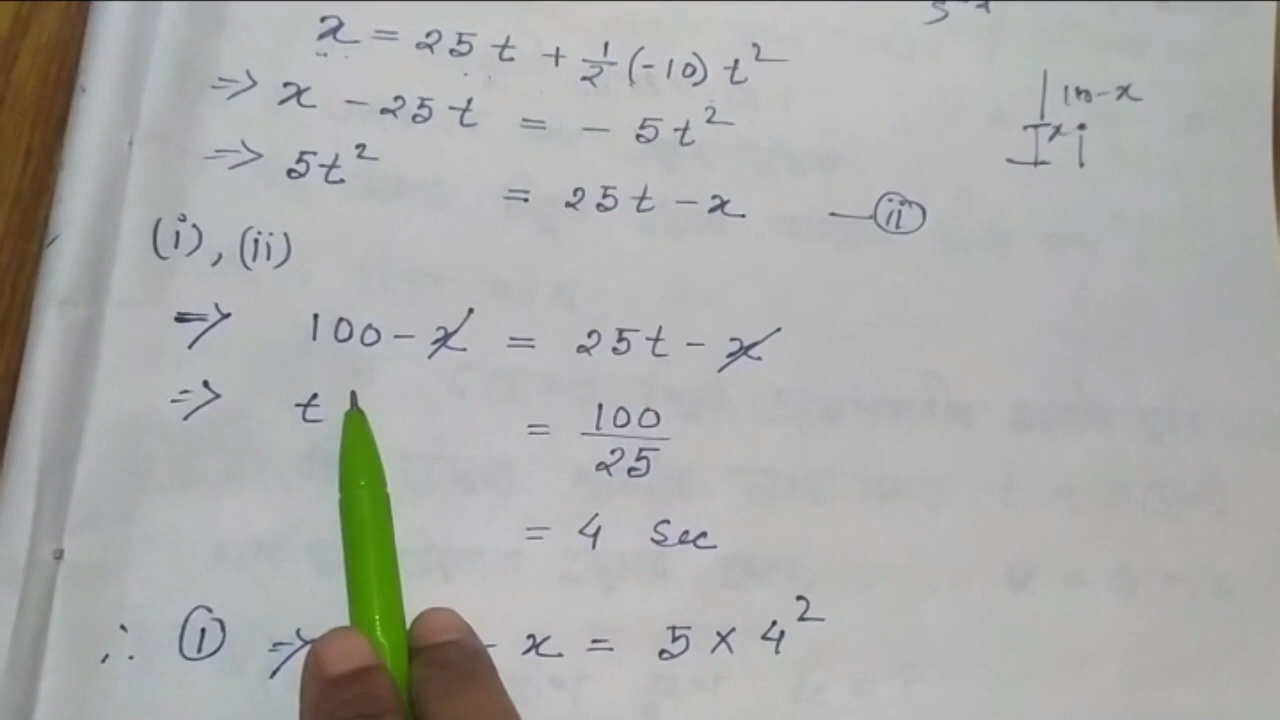 x = 25t + 1/2 (-10) t²
⇒ x - 25t = - 5t²
⇒ 5t² = 25t - x —(ii)
(i), (ii)
⇒ 100 - x = 25t - x
⇒ t = 100/25
= 4 Sec
∴ (1) ⇒ - x = 5 × 4²
x